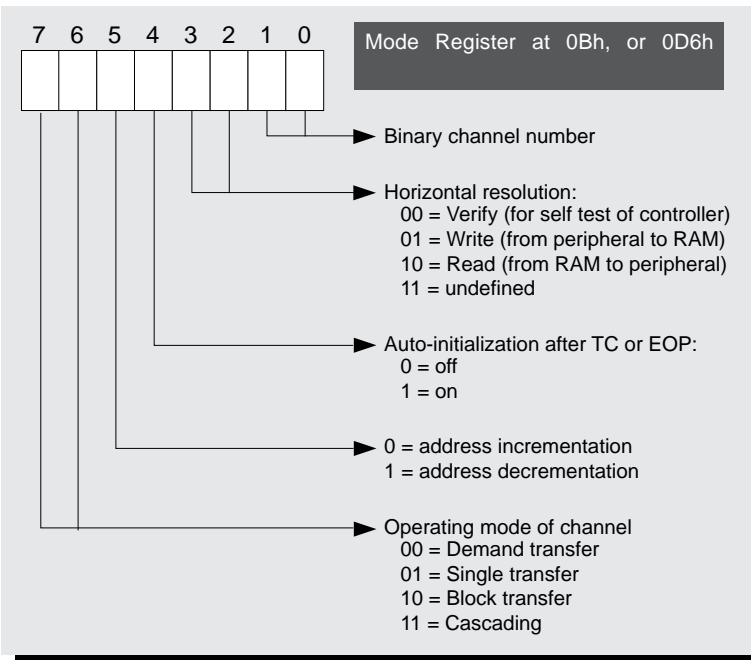 7 6 5 4 3 2 1 0
Mode Register at 0Bh, or 0D6h
Binary channel number
Horizontal resolution:
00 = Verify (for self test of controller)
01 = Write (from peripheral to RAM)
10 = Read (from RAM to peripheral)
11 = undefined
Auto-initialization after TC or EOP:
0 = off
1 = on
0 = address incrementation
1 = address decrementation
Operating mode of channel
00 = Demand transfer
01 = Single transfer
10 = Block transfer
11 = Cascading